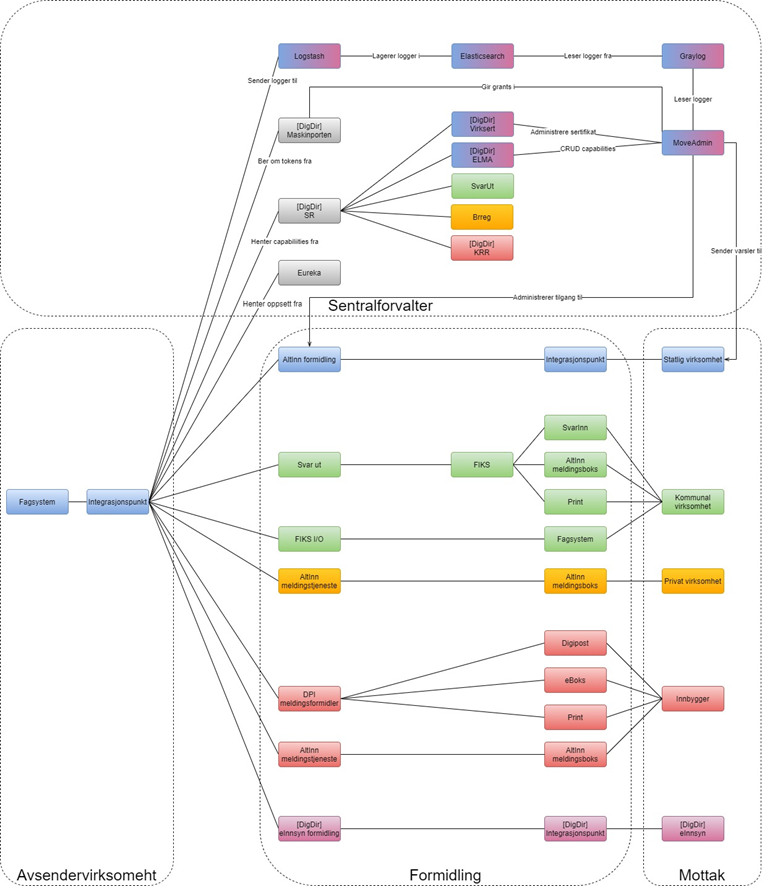 Logstash
Lagerer logger i
Elasticsearch
Leser logger fra
Graylog
Sender logger til
Gir grants i
Leser logger
[DigDir]
Maskinporten
[DigDir]
Virksert
Administrere sertifikat
MoveAdmin
Ber om tokens fra
[DigDir]
ELMA
CRUD capabilities
SvarUt
[DigDir]
SR
Brreg
Henter capabiliities fra
[DigDir]
KRR
Sender varsler til
Eureka
Henter oppsett fra
Administrerer tilgang til
Sentralforvalter
AltInn formidling
Integrasjonspunkt
Statlig virksomhet
SvarInn
Svar ut
FIKS
AltInn
meldingsboks
Fagsystem
Integrasjonspunkt
Print
Kommunal
virksomhet
FIKS I/O
Fagsystem
AltInn
meldingstjeneste
AltInn
meldingsboks
Privat virksomhet
Digipost
eBoks
DPI
meldingsformidler
Innbygger
Print
AltInn
meldingstjeneste
AltInn
meldingsboks
[DigDir]
eInnsyn formidling
[DigDir]
Integrasjonspunkt
[DigDir]
eInnsyn
Avsendervirksomeht
Formidling
Mottak